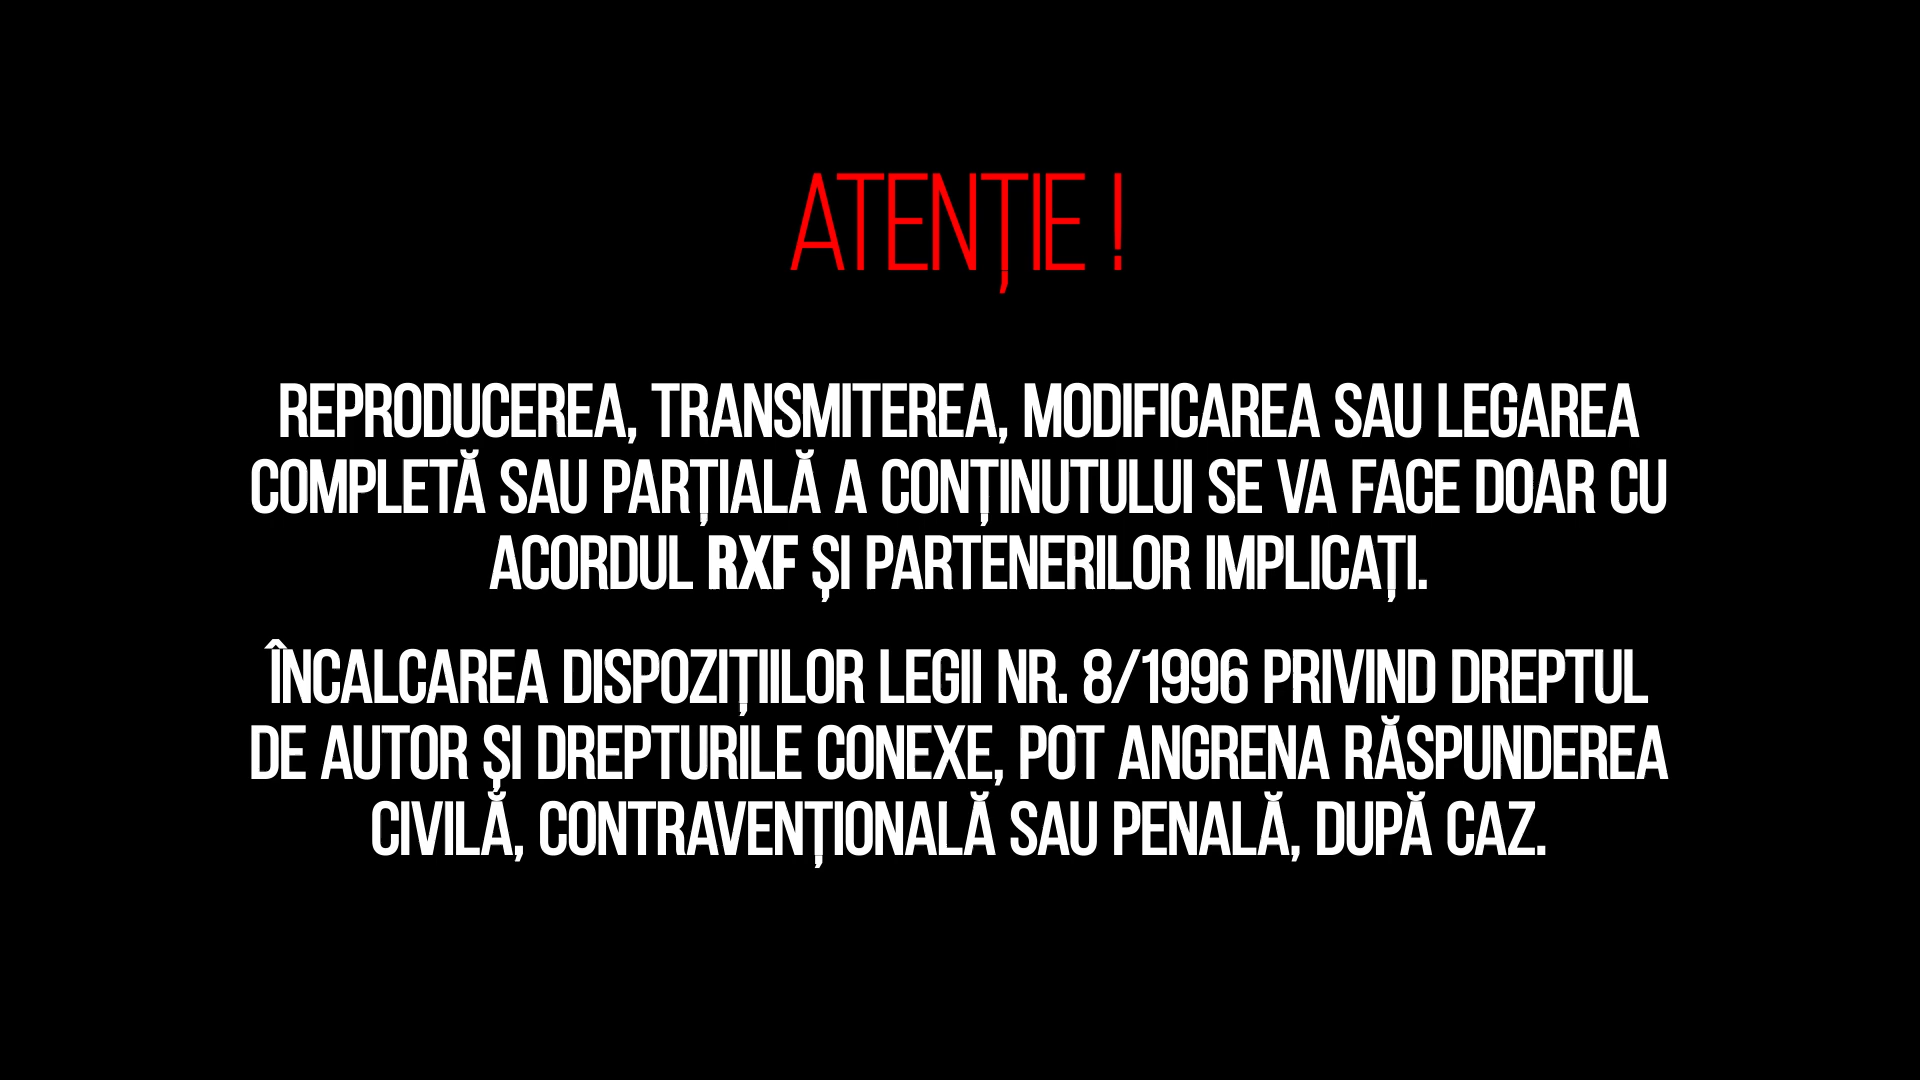 ATENȚIE !
REPRODUCEREA, TRANSMITEREA, MODIFICAREA SAU LEGAREA
COMPLETĂ SAU PARȚIALĂ A CONȚINUTULUI SE VA FACE DOAR CU
ACORDUL RXF ȘI PARTENERILOR IMPLICAȚI.
ÎNCALCAREA DISPOZIȚIILOR LEGII NR. 8/1996 PRIVIND DREPTUL
DE AUTOR ȘI DREPTURILE CONEXE, POT ANGRENA RĂSPUNDEREA
CIVILĂ, CONTRAVENȚIONALĂ SAU PENALĂ, DUPĂ CAZ.